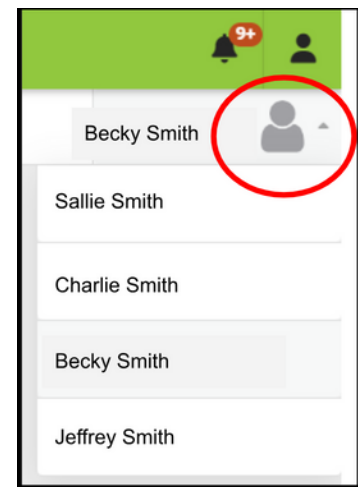 9+
Becky Smith
Sallie Smith
Charlie Smith
Becky Smith
Jeffrey Smith